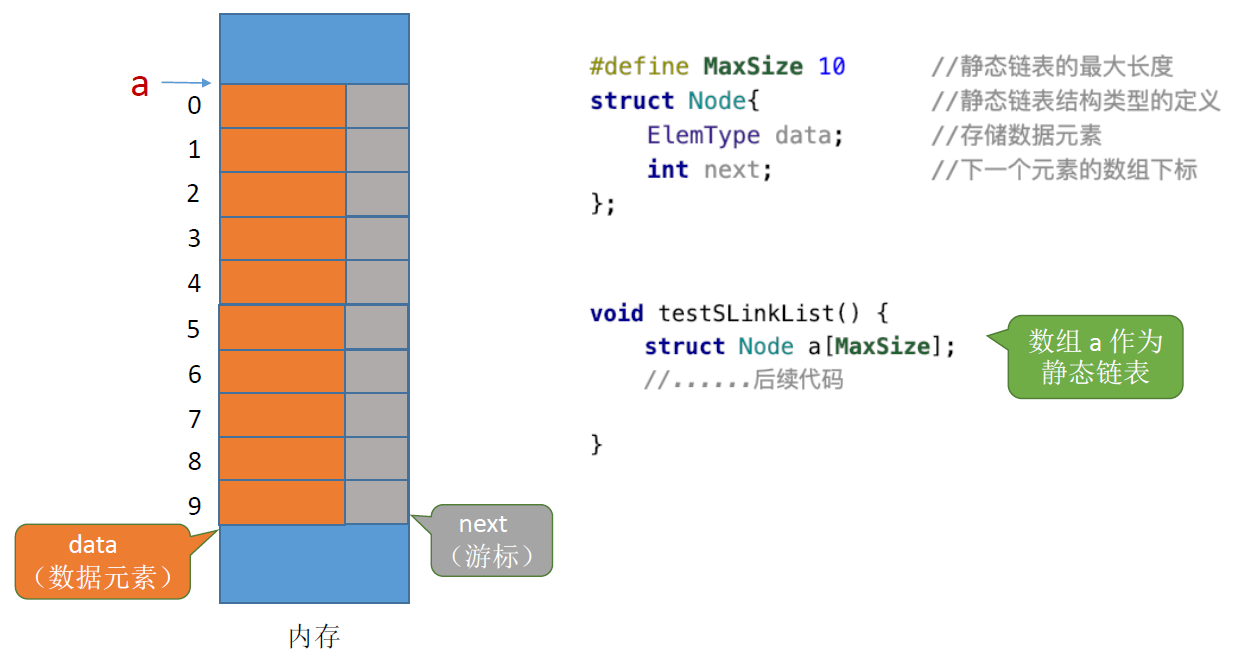 a
0
1
2
3
4
5
6
7
8
9
data
（数据元素）
next
（游标）
内存
#define MaxSize 10 //静态链表的最大长度
struct Node{ //静态链表结构类型的定义
ElemType data; //存储数据元素
int next; //下一个元素的数组下标
};
void testSLinkList() {
struct Node a[MaxSize];
//......后续代码
}
数组 a 作为
静态链表